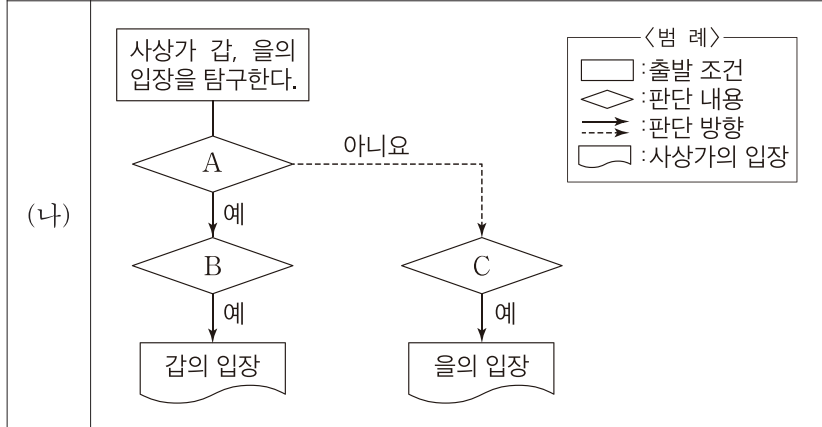 사상가 갑, 을의
입장을 탐구한다.
〈범 례〉
:출발 조건
:판단 내용
:판단 방향
:사상가의 입장
(나)
A
아니요
예
B
C
예
예
갑의 입장
을의 입장